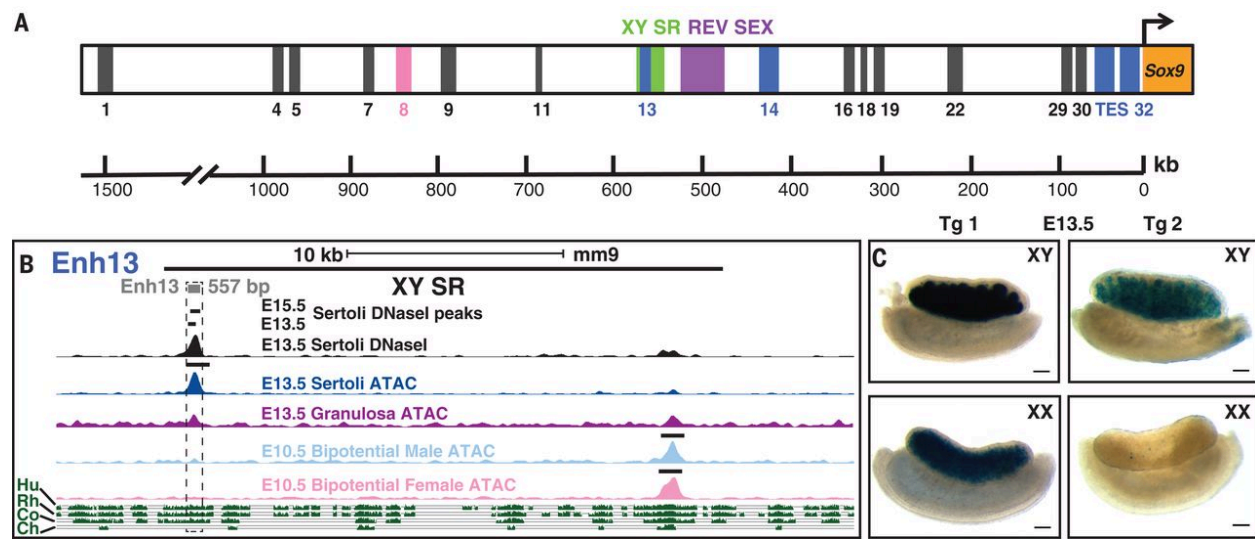 A
XY SR REV SEX
Sox9
1 4 5 7 8 9 11 13 14 16 18 19 22 29 30 TES 32
kb
1500 1000 900 800 700 600 500 400 300 200 100 0
B Enh13
10 kb mm9
Enh13 557 bp XY SR
E15.5
E13.5 Sertoli DNaseI peaks
E13.5 Sertoli DNaseI
E13.5 Sertoli ATAC
E13.5 Granulosa ATAC
E10.5 Bipotential Male ATAC
E10.5 Bipotential Female ATAC
Hu
Rh
Co
Ch
Tg 1 E13.5 Tg 2
C XY XY
XX XX